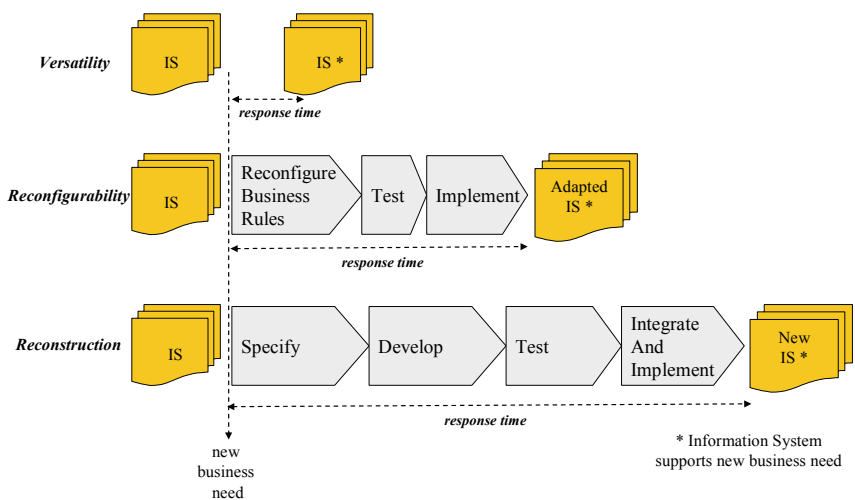 Versatility
IS
IS *
response time
Reconfigurability
IS
Reconfigure
Business
Rules
Test
Implement
Adapted
IS *
response time
Reconstruction
IS
Specify
Develop
Test
Integrate
And
Implement
New
IS *
response time
new
business
need
* Information System
supports new business need